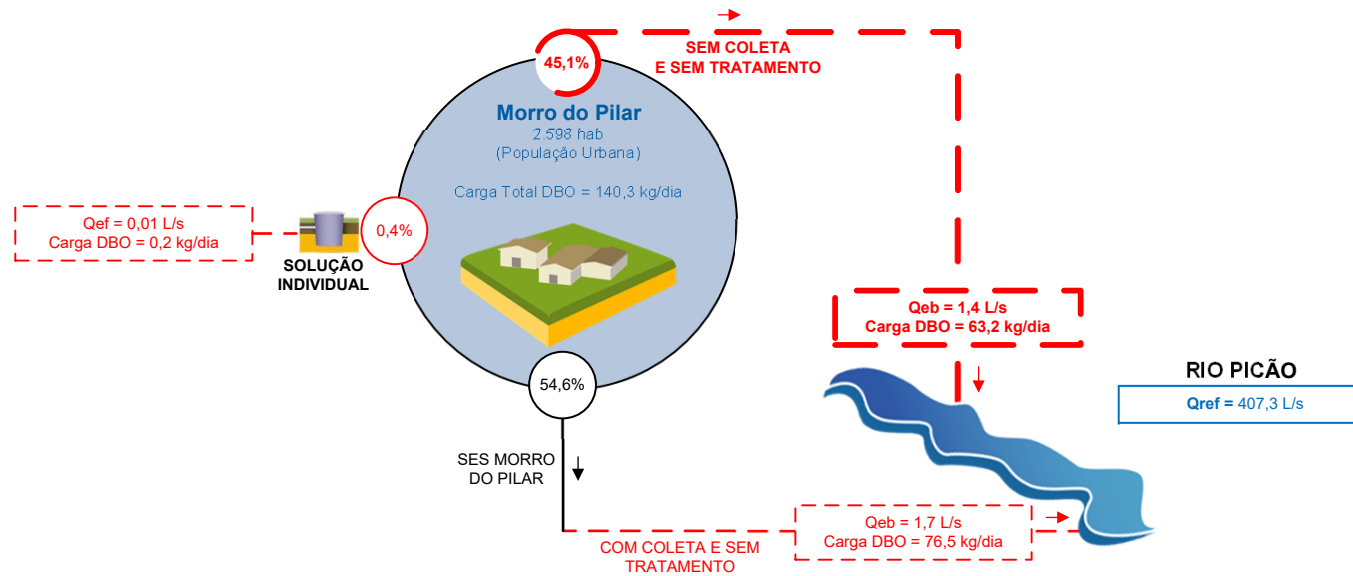 SEM COLETA
E SEM TRATAMENTO
45,1%
Morro do Pilar
2.598 hab
(População Urbana)
Carga Total DBO = 140,3 kg/dia
Qef = 0,01 L/s
Carga DBO = 0,2 kg/dia
0,4%
SOLUÇÃO
INDIVIDUAL
Qeb = 1,4 L/s
Carga DBO = 63,2 kg/dia
RIO PICÃO
Qref = 407,3 L/s
54,6%
SES MORRO
DO PILAR
Qeb = 1,7 L/s
Carga DBO = 76,5 kg/dia
COM COLETA E SEM
TRATAMENTO